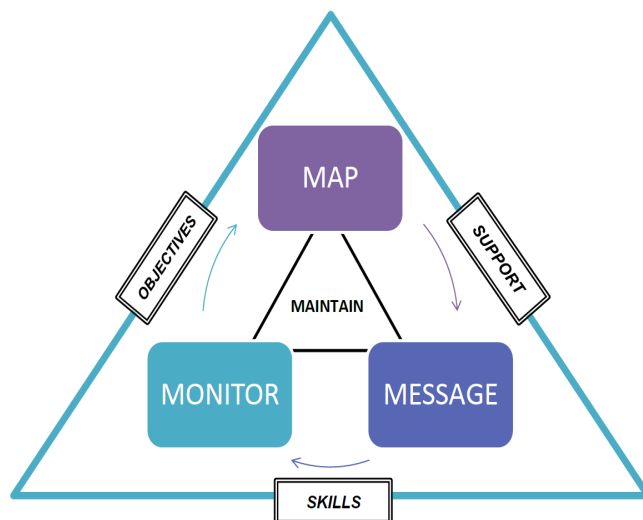 MAP
OBJECTIVES
SUPPORT
MAINTAIN
MONITOR
MESSAGE
SKILLS